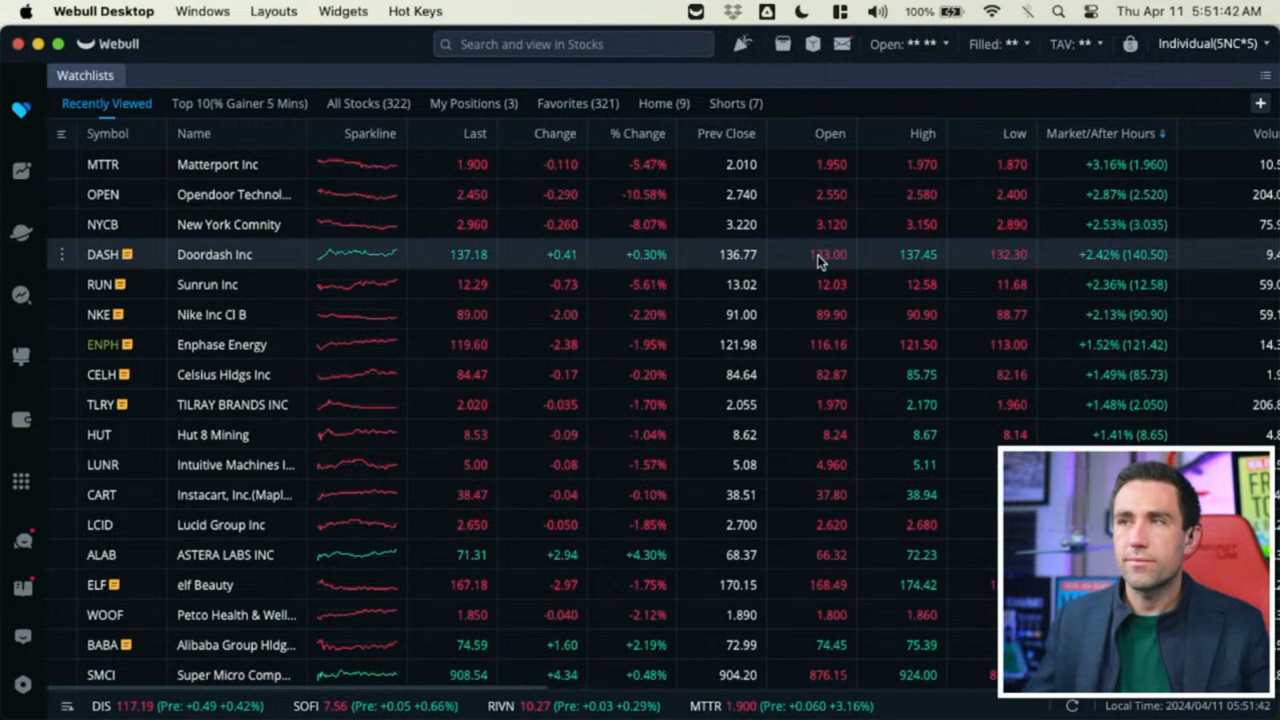 Webull Desktop Windows Layouts Widgets Hot Keys 100% Thu Apr 11 5:51:42 AM
Webull Search and view in Stocks Open: ** ** Filled: ** TAV: ** Individual(5NC*5)
Watchlists
Recently Viewed Top 10(% Gainer 5 Mins) All Stocks (322) My Positions (3) Favorites (321) Home (9) Shorts (7)
Symbol Name Sparkline Last Change % Change Prev Close Open High Low Market/After Hours Volu
MTTR Matterport Inc 1.900 -0.110 -5.47% 2.010 1.950 1.970 1.870 +3.16% (1.960) 10.5
OPEN Opendoor Technol... 2.450 -0.290 -10.58% 2.740 2.550 2.580 2.400 +2.87% (2.520) 204.
NYCB New York Comnity 2.960 -0.260 -8.07% 3.220 3.120 3.150 2.890 +2.53% (3.035) 75.
DASH Doordash Inc 137.18 +0.41 +0.30% 136.77 137.45 132.30 +2.42% (140.50) 9.4
RUN Sunrun Inc 12.29 -0.73 -5.61% 13.02 12.03 12.58 11.68 +2.36% (12.58) 59.
NKE Nike Inc Cl B 89.00 -2.00 -2.20% 91.00 89.90 90.90 88.77 +2.13% (90.90) 59.
ENPH Enphase Energy 119.60 -2.38 -1.95% 121.98 116.16 121.50 113.00 +1.52% (121.42) 14.
CELH Celsius Hldgs Inc 84.47 -0.17 -0.20% 84.64 82.87 85.75 82.16 +1.49% (85.73) 1.9
TLRY TILRAY BRANDS INC 2.020 -0.035 -1.70% 2.055 1.970 2.170 1.960 +1.48% (2.050) 206.
HUT Hut 8 Mining 8.53 -0.09 -1.04% 8.62 8.24 8.67 8.14 +1.41% (8.65) 4.
LUNR Intuitive Machines I... 5.00 -0.08 -1.57% 5.08 4.960 5.11
CART Instacart, Inc.(Mapl... 38.47 -0.04 -0.10% 38.51 37.80 38.94
LCID Lucid Group Inc 2.650 -0.050 -1.85% 2.700 2.620 2.680
ALAB ASTERA LABS INC 71.31 +2.94 +4.30% 68.37 66.32 72.23
ELF elf Beauty 167.18 -2.97 -1.75% 170.15 168.49 174.42
WOOF Petco Health & Well... 1.850 -0.040 -2.12% 1.890 1.800 1.860
BABA Alibaba Group Hldg... 74.59 +1.60 +2.19% 72.99 74.45 75.39
SMCI Super Micro Comp... 908.54 +4.34 +0.48% 904.20 876.15 924.00
DIS 117.19 (Pre: +0.49 +0.42%) SOFI 7.56 (Pre: +0.05 +0.66%) RIVN 10.27 (Pre: +0.03 +0.29%) MTTR 1.900 (Pre: +0.060 +3.16%) Local Time: 2024/04/11 05:51:42